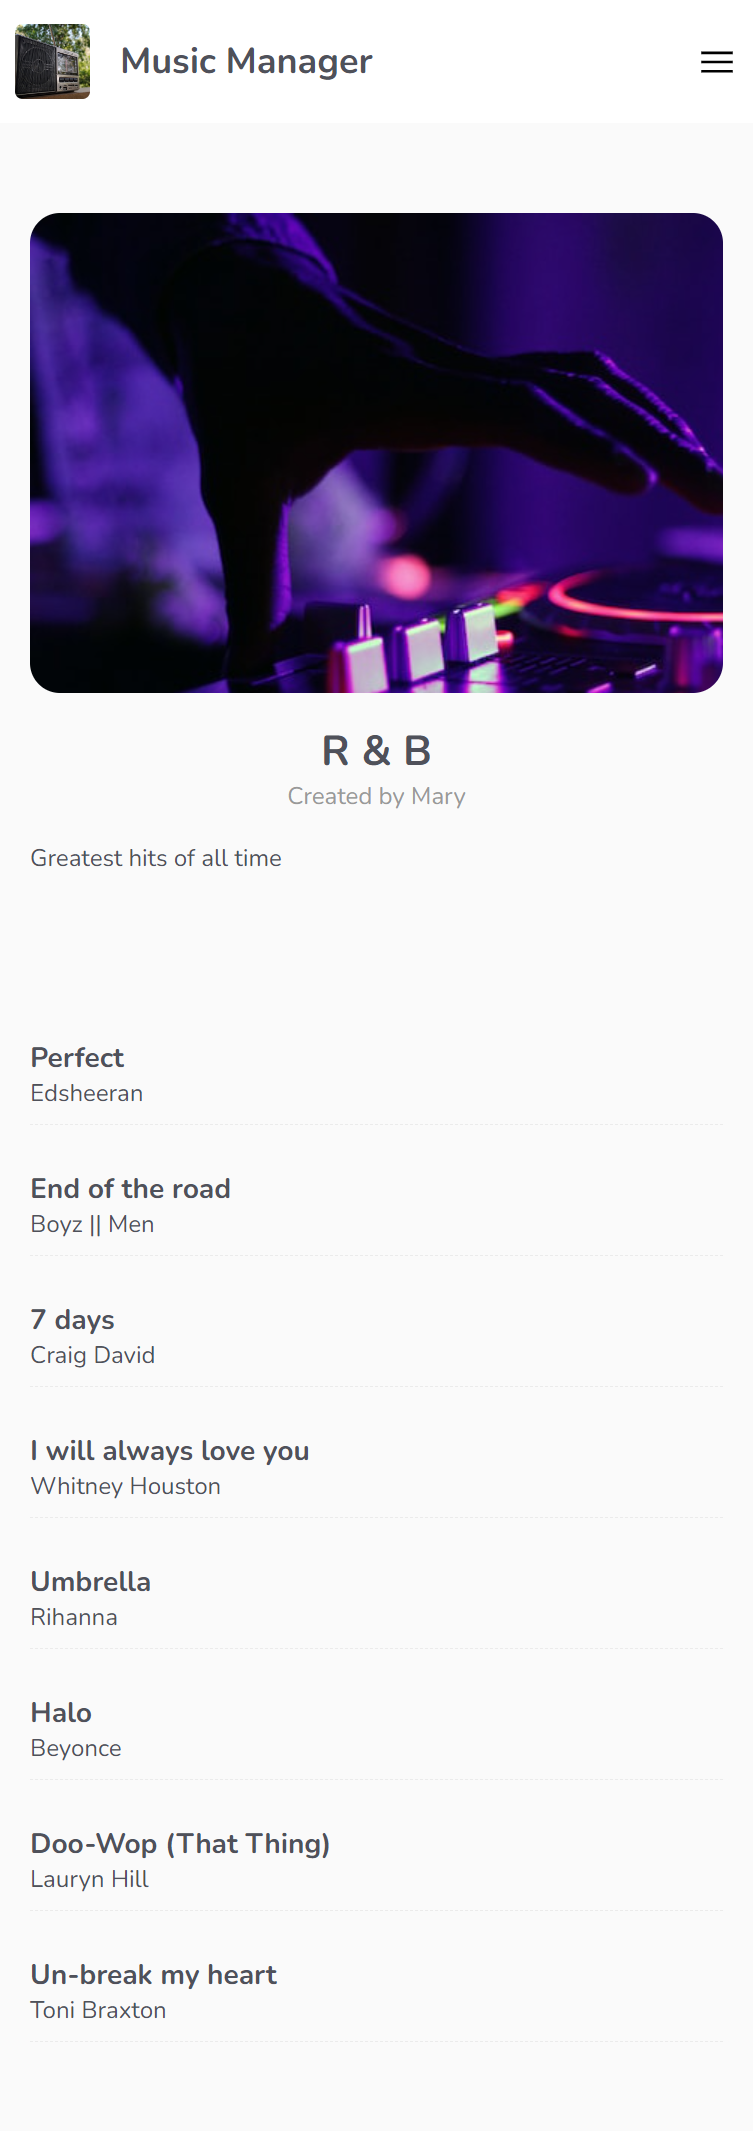 Music Manager
R & B
Created by Mary
Greatest hits of all time
Perfect
Edsheeran
End of the road
Boyz || Men
7 days
Craig David
I will always love you
Whitney Houston
Umbrella
Rihanna
Halo
Beyonce
Doo-Wop (That Thing)
Lauryn Hill
Un-break my heart
Toni Braxton